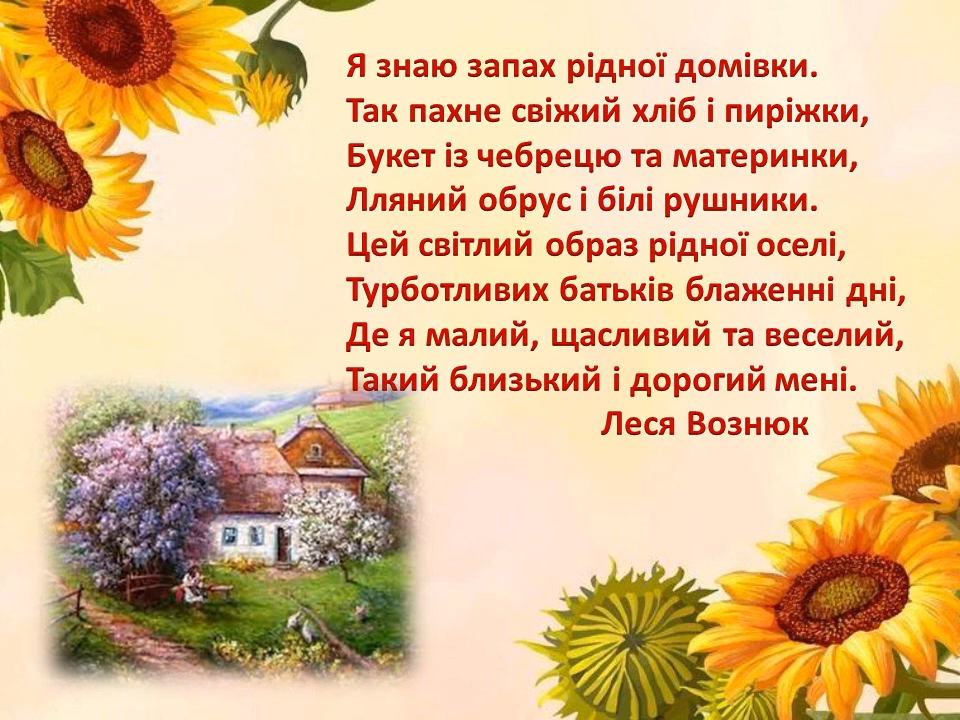 Я знаю запах рідної домівки.
Так пахне свіжий хліб і пиріжки,
Букет із чебрецю та материнки,
Лляний обрус і білі рушники.
Цей світлий образ рідної оселі,
Турботливих батьків блаженні дні,
Де я малий, щасливий та веселий,
Такий близький і дорогий мені.
Леся Вознюк